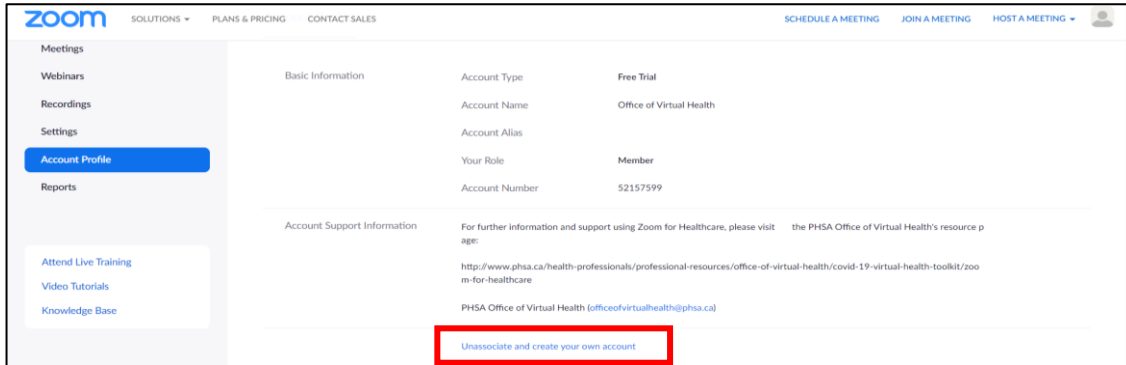 zoom SOLUTIONS PLANS & PRICING CONTACT SALES SCHEDULE A MEETING JOIN A MEETING HOST A MEETING
Meetings
Webinars
Recordings
Settings
Account Profile
Reports
Attend Live Training
Video Tutorials
Knowledge Base
Basic Information
Account Type Free Trial
Account Name Office of Virtual Health
Account Alias
Your Role Member
Account Number 52157599
Account Support Information
For further information and support using Zoom for Healthcare, please visit the PHSA Office of Virtual Health's resource p
age:
http://www.phsa.ca/health-professionals/professional-resources/office-of-virtual-health/covid-19-virtual-health-toolkit/zoo
m-for-healthcare
PHSA Office of Virtual Health (officeofvirtualhealth@phsa.ca)
Unassociate and create your own account